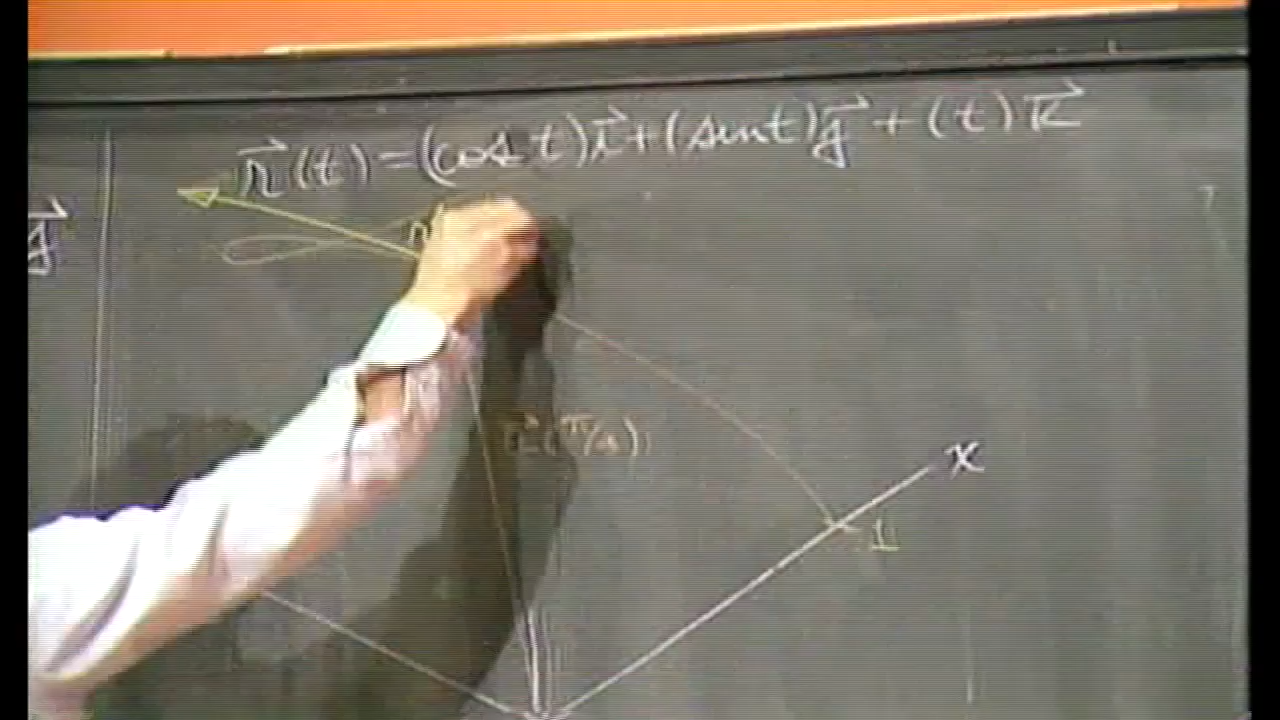 r⃗(t) = (cos t)i⃗ + (sin t)j⃗ + (t)k⃗
j⃗
r⃗(π/4)
x
1